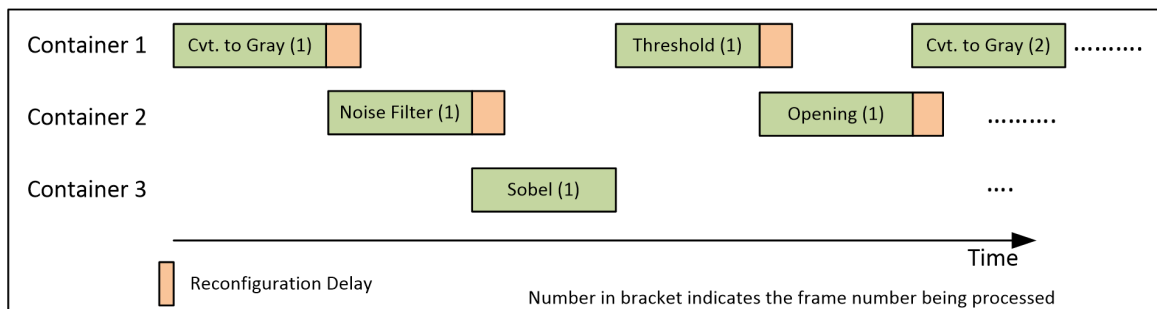 Container 1
Cvt. to Gray (1)
Threshold (1)
Cvt. to Gray (2)
……….
Container 2
Noise Filter (1)
Opening (1)
……….
Container 3
Sobel (1)
….
Time
Reconfiguration Delay
Number in bracket indicates the frame number being processed